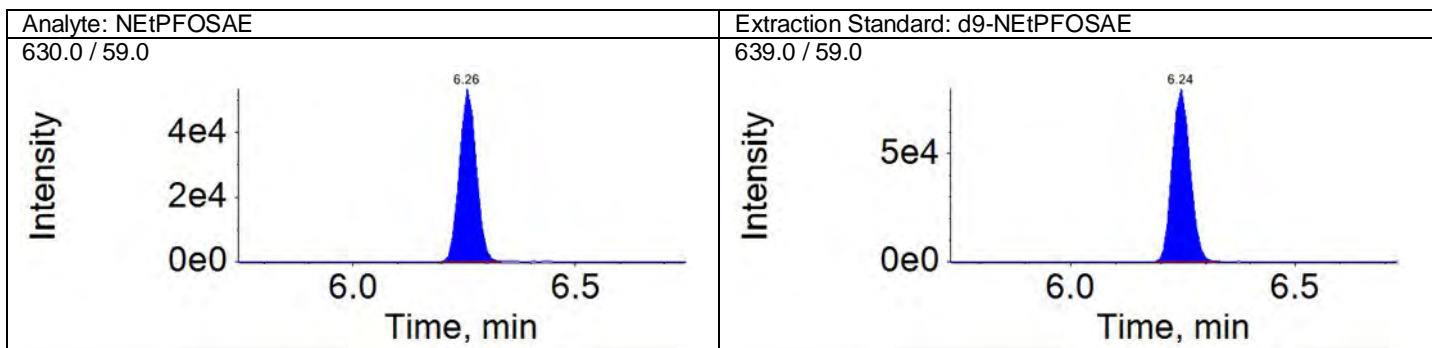 Analyte: NEtPFOSAE
630.0 / 59.0
6.26
Intensity
4e4
2e4
0e0
6.0 6.5
Time, min
Extraction Standard: d9-NEtPFOSAE
639.0 / 59.0
6.24
Intensity
5e4
0e0
6.0 6.5
Time, min